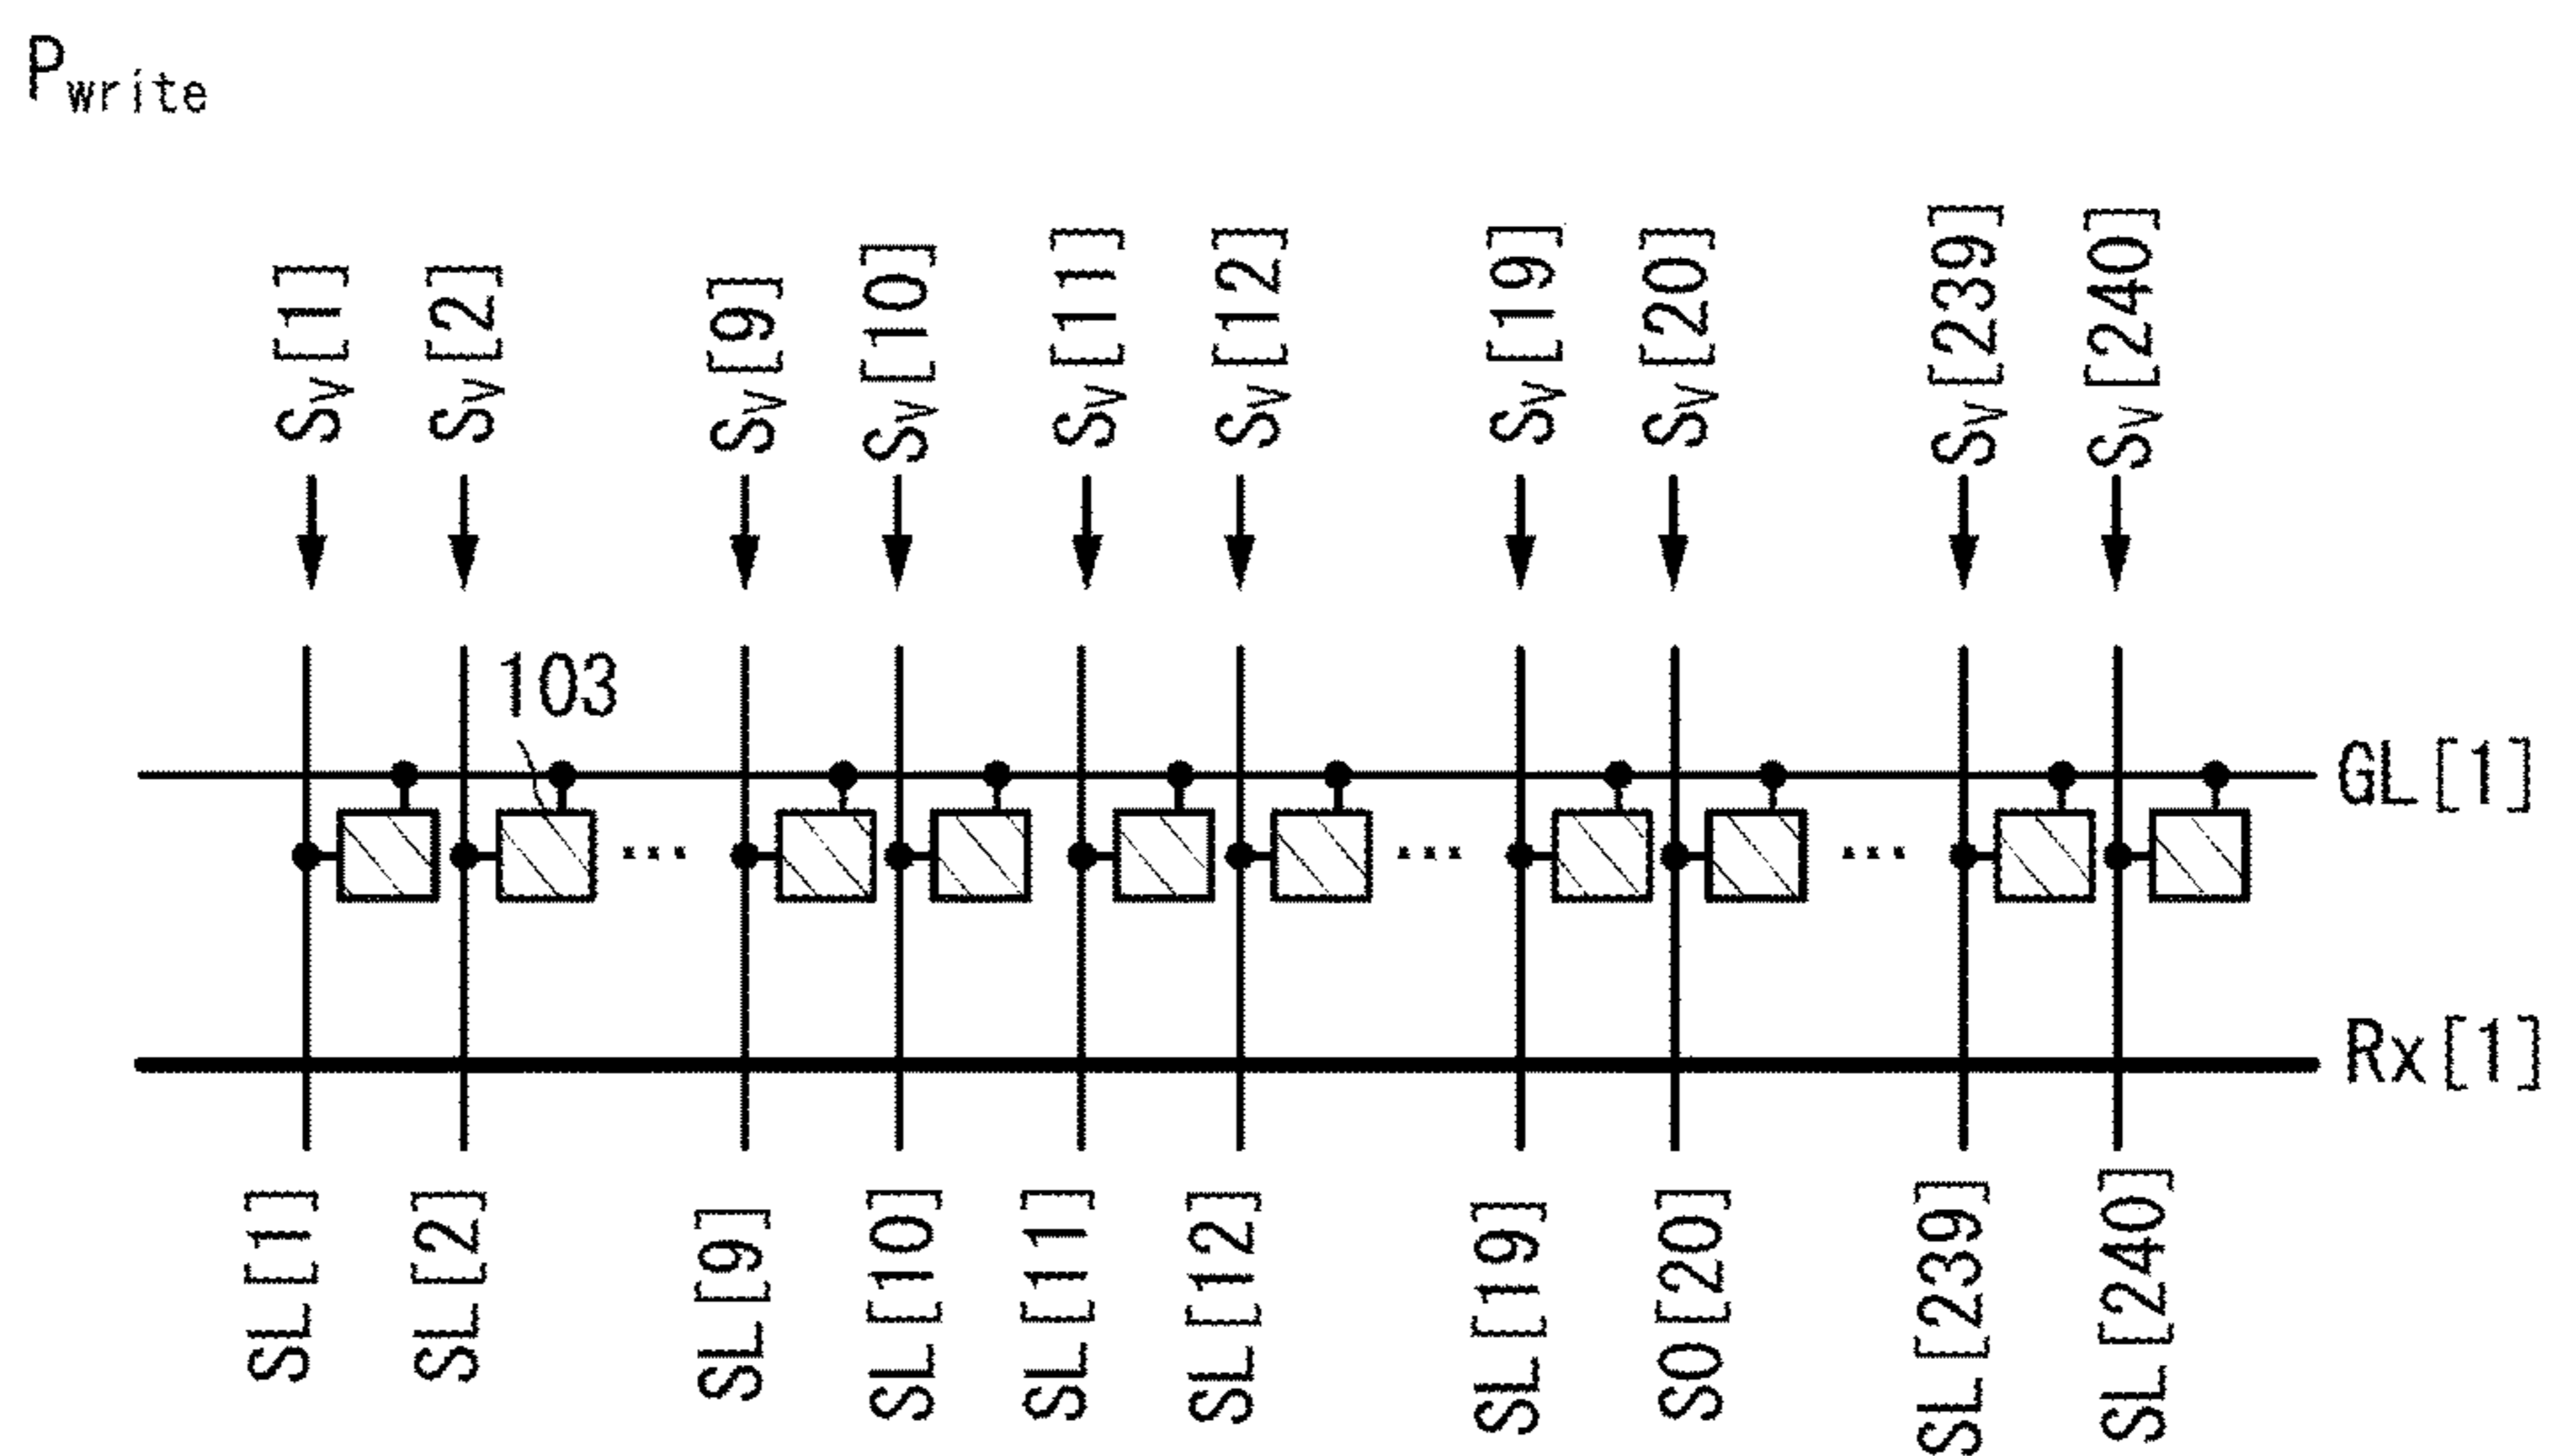 Pwrite
Sv[1]
Sv[2]
Sv[9]
Sv[10]
Sv[11]
Sv[12]
Sv[19]
Sv[20]
Sv[239]
Sv[240]
103
GL[1]
...
...
...
Rx[1]
SL[1]
SL[2]
SL[9]
SL[10]
SL[11]
SL[12]
SL[19]
SO[20]
SL[239]
SL[240]